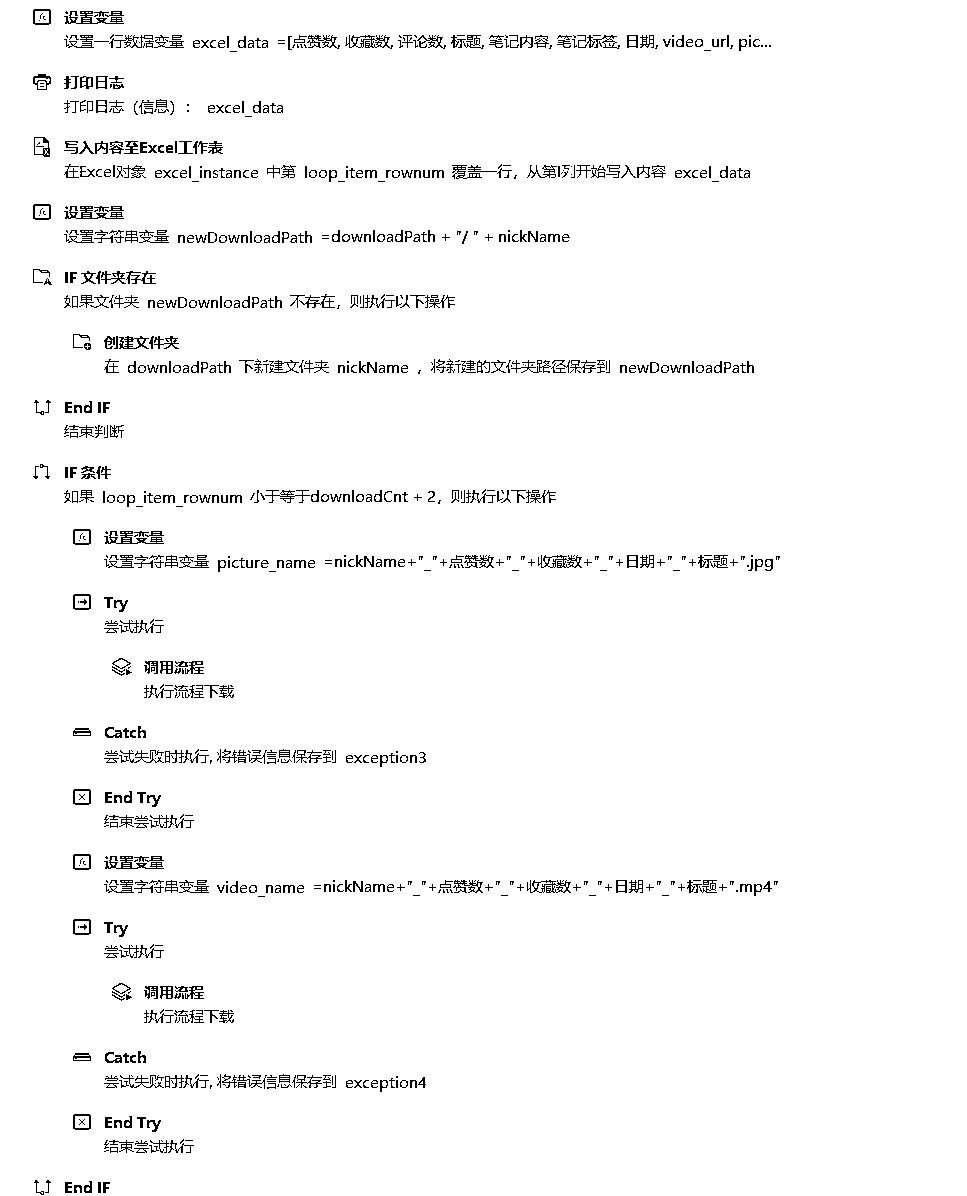 设置变量
设置一行数据变量 excel_data =[点赞数, 收藏数, 评论数, 标题, 笔记内容, 笔记标签, 日期, video_url, pic...
打印日志
打印日志（信息）： excel_data
写入内容至Excel工作表
在Excel对象 excel_instance 中第 loop_item_rownum 覆盖一行，从第I列开始写入内容 excel_data
设置变量
设置字符串变量 newDownloadPath =downloadPath + "/ " + nickName
IF 文件夹存在
如果文件夹 newDownloadPath 不存在，则执行以下操作
创建文件夹
在 downloadPath 下新建文件夹 nickName ，将新建的文件夹路径保存到 newDownloadPath
End IF
结束判断
IF 条件
如果 loop_item_rownum 小于等于downloadCnt + 2，则执行以下操作
设置变量
设置字符串变量 picture_name =nickName+"_"+点赞数+"_"+收藏数+"_"+日期+"_"+标题+".jpg"
Try
尝试执行
调用流程
执行流程下载
Catch
尝试失败时执行, 将错误信息保存到 exception3
End Try
结束尝试执行
设置变量
设置字符串变量 video_name =nickName+"_"+点赞数+"_"+收藏数+"_"+日期+"_"+标题+".mp4"
Try
尝试执行
调用流程
执行流程下载
Catch
尝试失败时执行, 将错误信息保存到 exception4
End Try
结束尝试执行
End IF